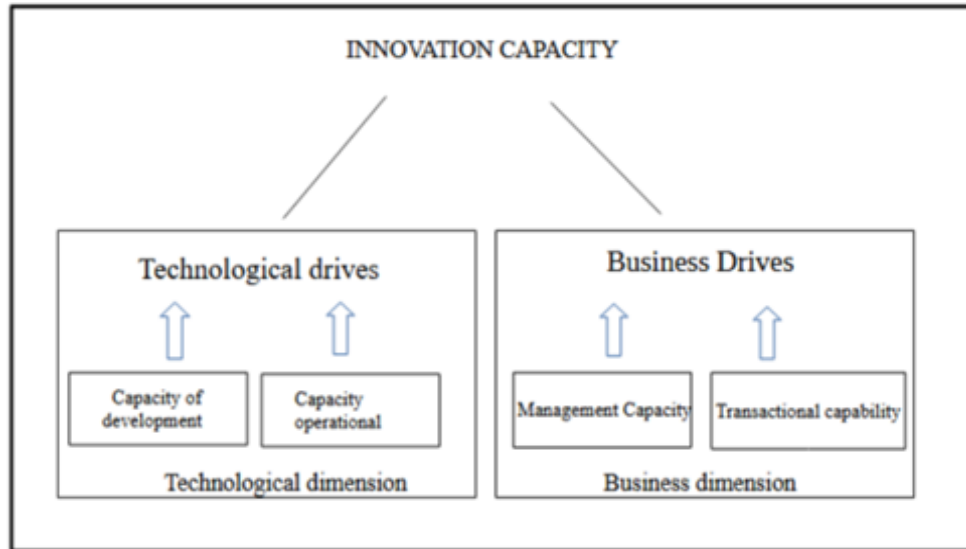 INNOVATION CAPACITY
Technological drives
Capacity of
development
Capacity
operational
Technological dimension
Business Drives
Management Capacity
Transactional capability
Business dimension